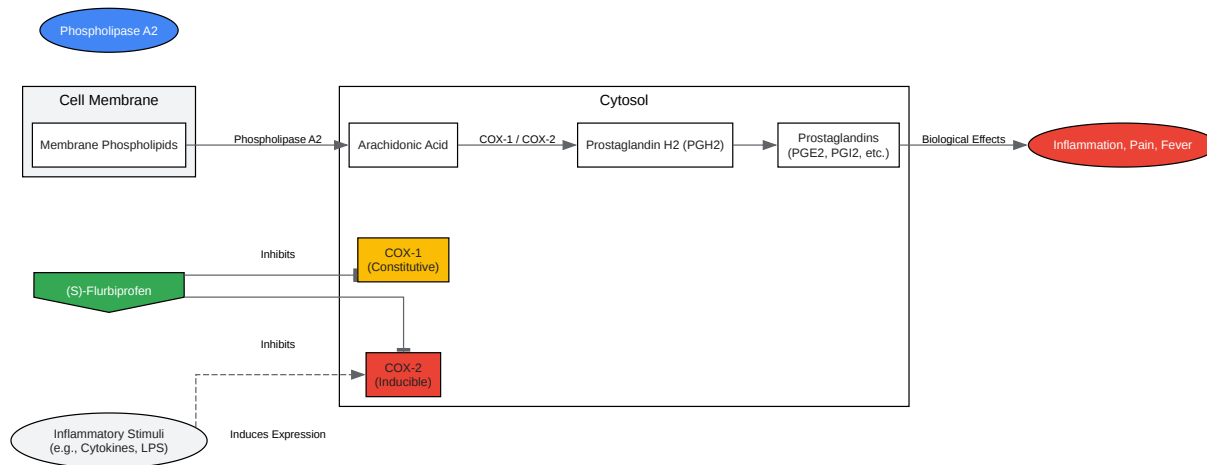 Phospholipase A2
Cell Membrane
Cytosol
Membrane Phospholipids
Phospholipase A2
Arachidonic Acid
COX-1 / COX-2
Prostaglandin H2 (PGH2)
Prostaglandins
(PGE2, PGI2, etc.)
Biological Effects
Inflammation, Pain, Fever
Inhibits
COX-1
(Constitutive)
(S)-Flurbiprofen
Inhibits
COX-2
(Inducible)
Inflammatory Stimuli
(e.g., Cytokines, LPS)
Induces Expression